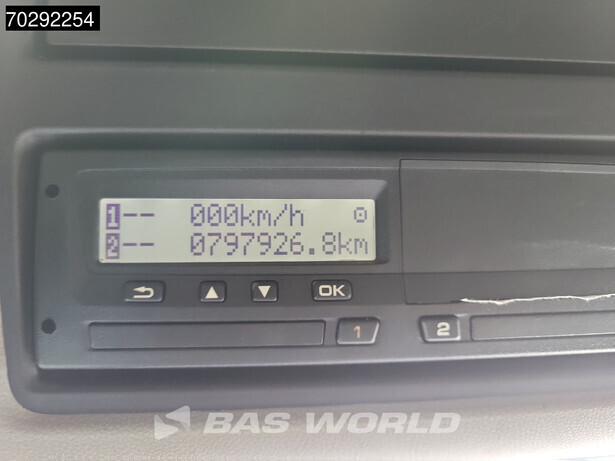 70292254
1-- 000km/h
2-- 0797926.8km
OK
1
2
BAS WORLD